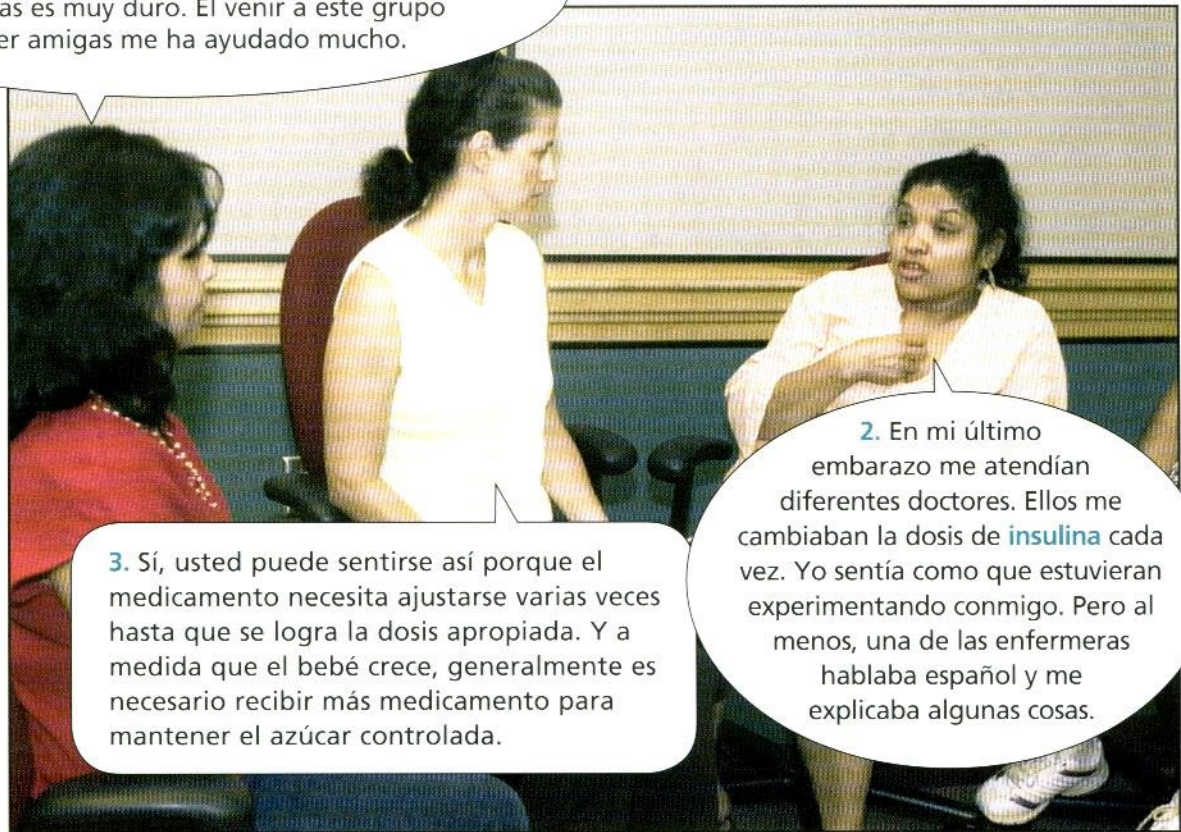 as es muy duro. El venir a este grupo
er amigas me ha ayudado mucho.
2. En mi último
embarazo me atendían
diferentes doctores. Ellos me
cambiaban la dosis de insulina cada
vez. Yo sentía como que estuvieran
experimentando conmigo. Pero al
menos, una de las enfermeras
hablaba español y me
explicaba algunas cosas.
3. Sí, usted puede sentirse así porque el
medicamento necesita ajustarse varias veces
hasta que se logra la dosis apropiada. Y a
medida que el bebé crece, generalmente es
necesario recibir más medicamento para
mantener el azúcar controlada.